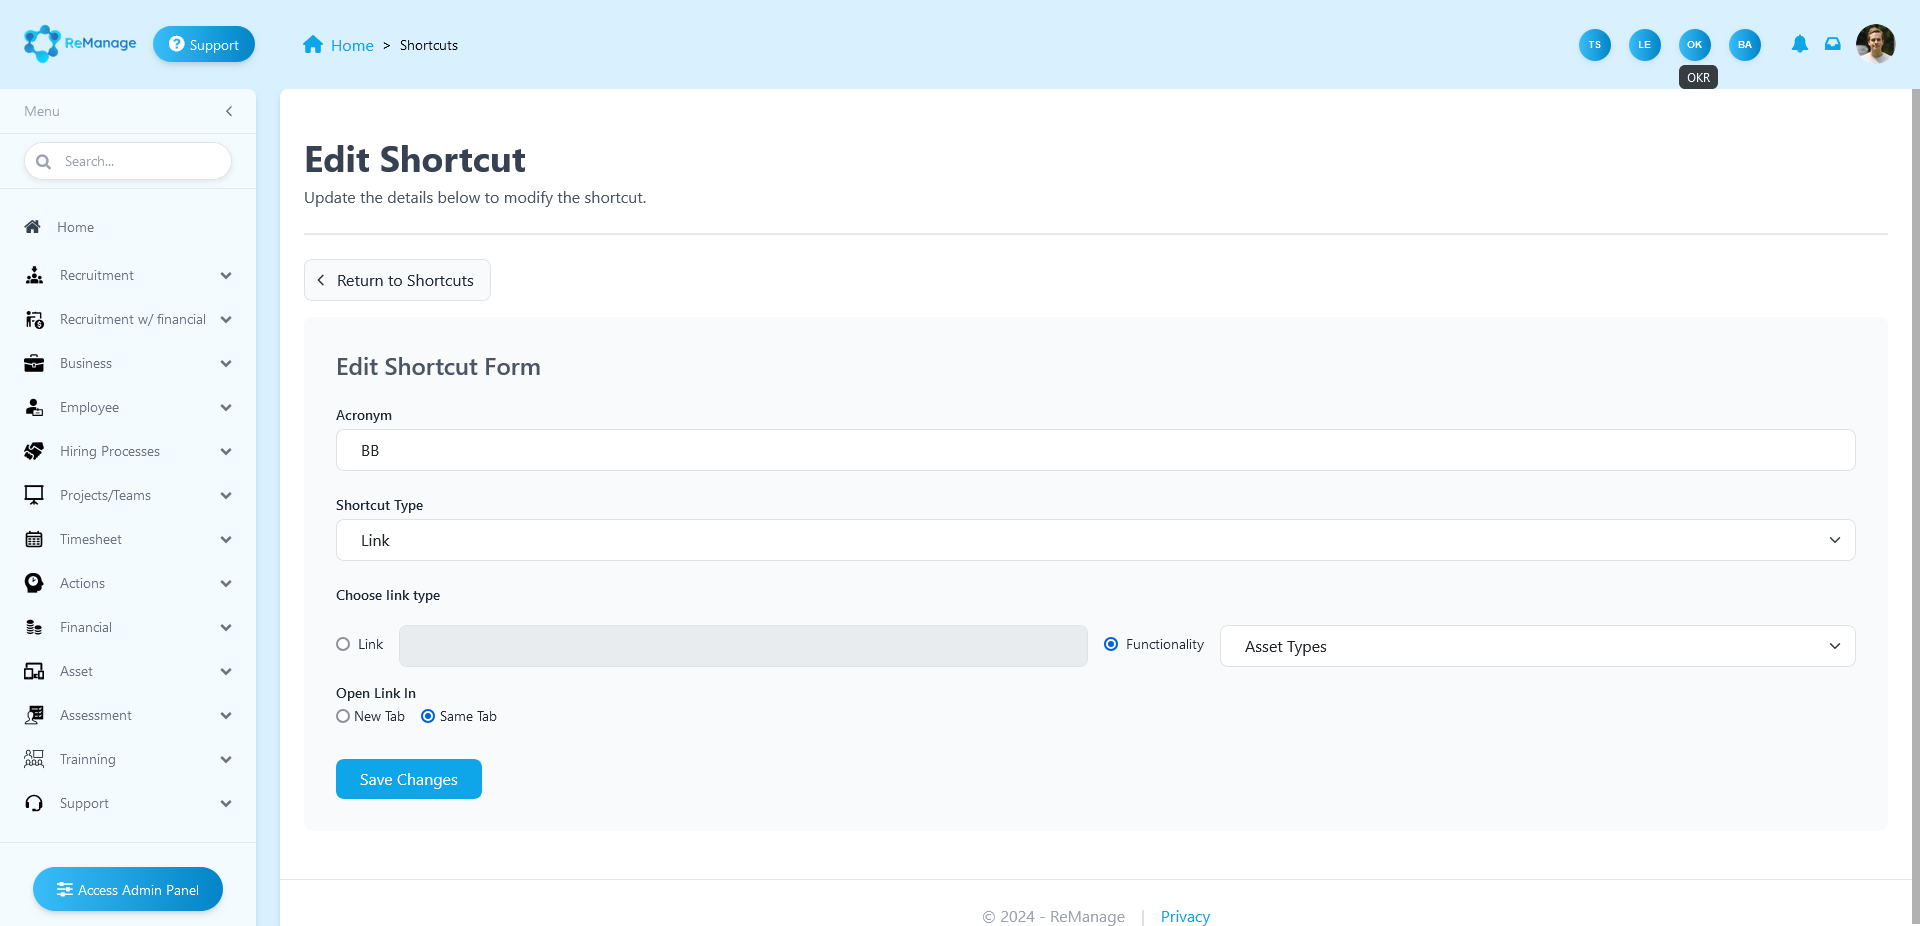 ReManage
Support
Home > Shortcuts
TS LE OK BA
OKR
Menu
Search...
Home
Recruitment
Recruitment w/ financial
Business
Employee
Hiring Processes
Projects/Teams
Timesheet
Actions
Financial
Asset
Assessment
Trainning
Support
Access Admin Panel
Edit Shortcut
Update the details below to modify the shortcut.
Return to Shortcuts
Edit Shortcut Form
Acronym
BB
Shortcut Type
Link
Choose link type
Link Functionality Asset Types
Open Link In
New Tab Same Tab
Save Changes
© 2024 - ReManage | Privacy